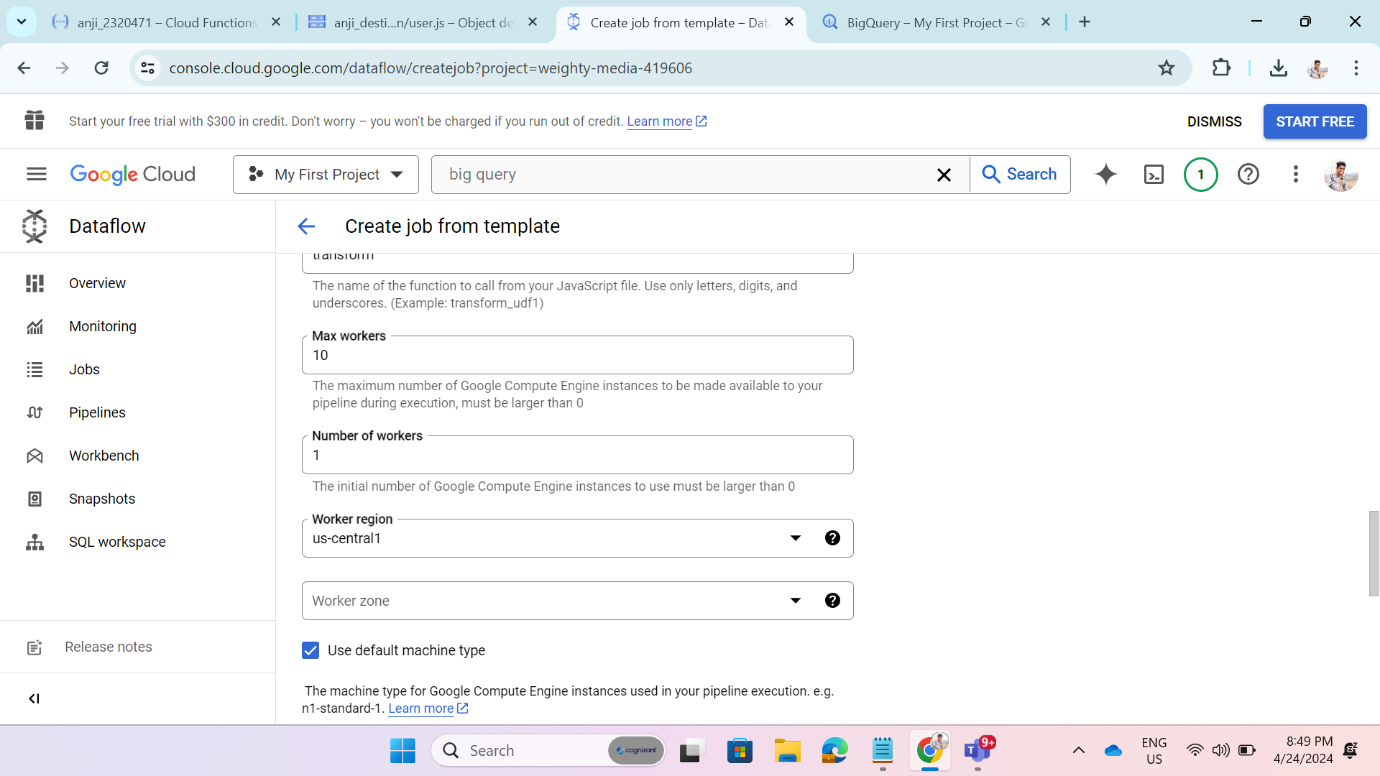 anji_2320471 – Cloud Functions
anji_desti...n/user.js – Object de
Create job from template – Data
BigQuery – My First Project – Go
console.cloud.google.com/dataflow/createjob?project=weighty-media-419606
Start your free trial with $300 in credit. Don't worry – you won't be charged if you run out of credit. Learn more
DISMISS
START FREE
Google Cloud
My First Project
big query
Search
1
Dataflow
Create job from template
Overview
Monitoring
Jobs
Pipelines
Workbench
Snapshots
SQL workspace
Release notes
transform
The name of the function to call from your JavaScript file. Use only letters, digits, and
underscores. (Example: transform_udf1)
Max workers
10
The maximum number of Google Compute Engine instances to be made available to your
pipeline during execution, must be larger than 0
Number of workers
1
The initial number of Google Compute Engine instances to use must be larger than 0
Worker region
us-central1
Worker zone
Use default machine type
The machine type for Google Compute Engine instances used in your pipeline execution. e.g.
n1-standard-1. Learn more
Search
cognizant
9+
ENG
US
8:49 PM
4/24/2024